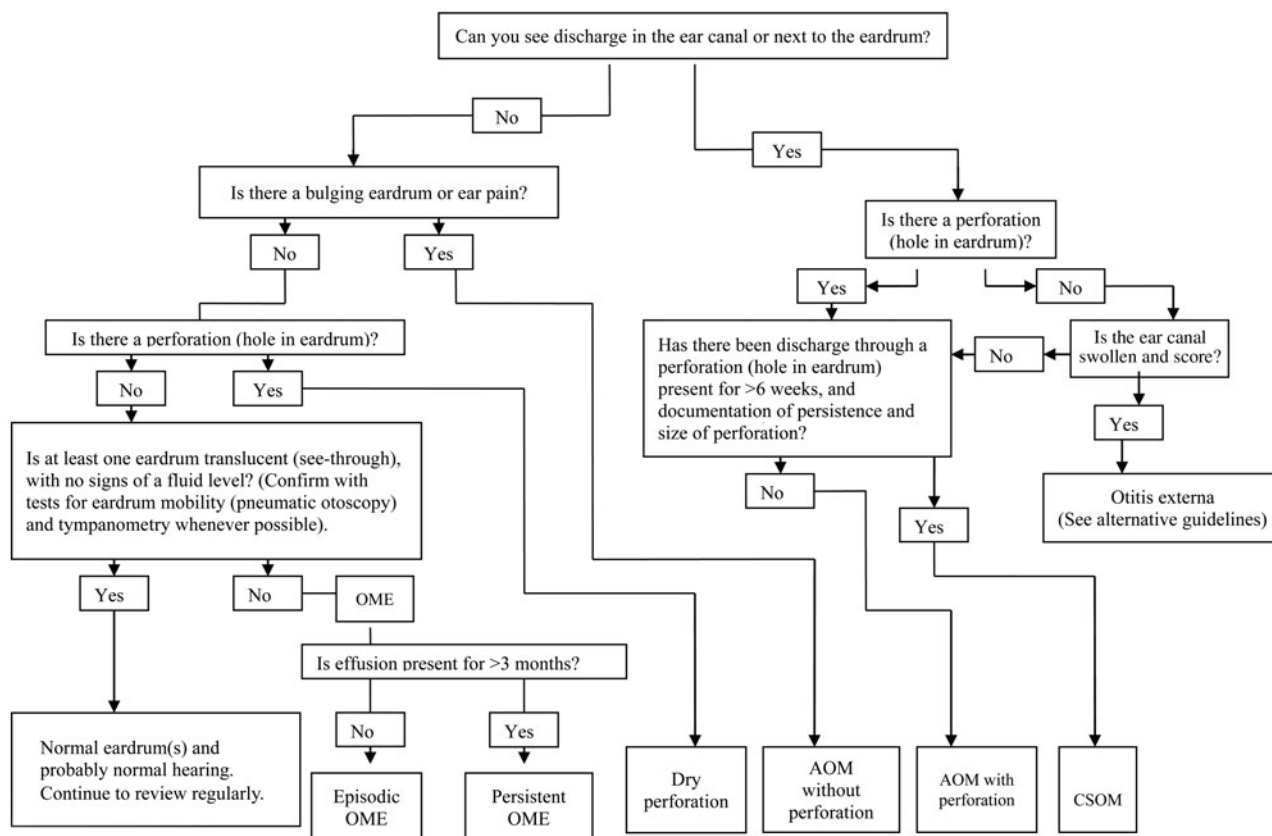 Can you see discharge in the ear canal or next to the eardrum?
No
Yes
Is there a bulging eardrum or ear pain?
Is there a perforation
(hole in eardrum)?
No
Yes
Yes
No
Is there a perforation (hole in eardrum)?
Has there been discharge through a
perforation (hole in eardrum)
present for >6 weeks, and
documentation of persistence and
size of perforation?
No
Is the ear canal
swollen and score?
No
Yes
Yes
Is at least one eardrum translucent (see-through),
with no signs of a fluid level? (Confirm with
tests for eardrum mobility (pneumatic otoscopy)
and tympanometry whenever possible).
No
Yes
Otitis externa
(See alternative guidelines)
Yes
No
OME
Is effusion present for >3 months?
No
Yes
Normal eardrum(s) and
probably normal hearing.
Continue to review regularly.
Episodic
OME
Persistent
OME
Dry
perforation
AOM
without
perforation
AOM with
perforation
CSOM